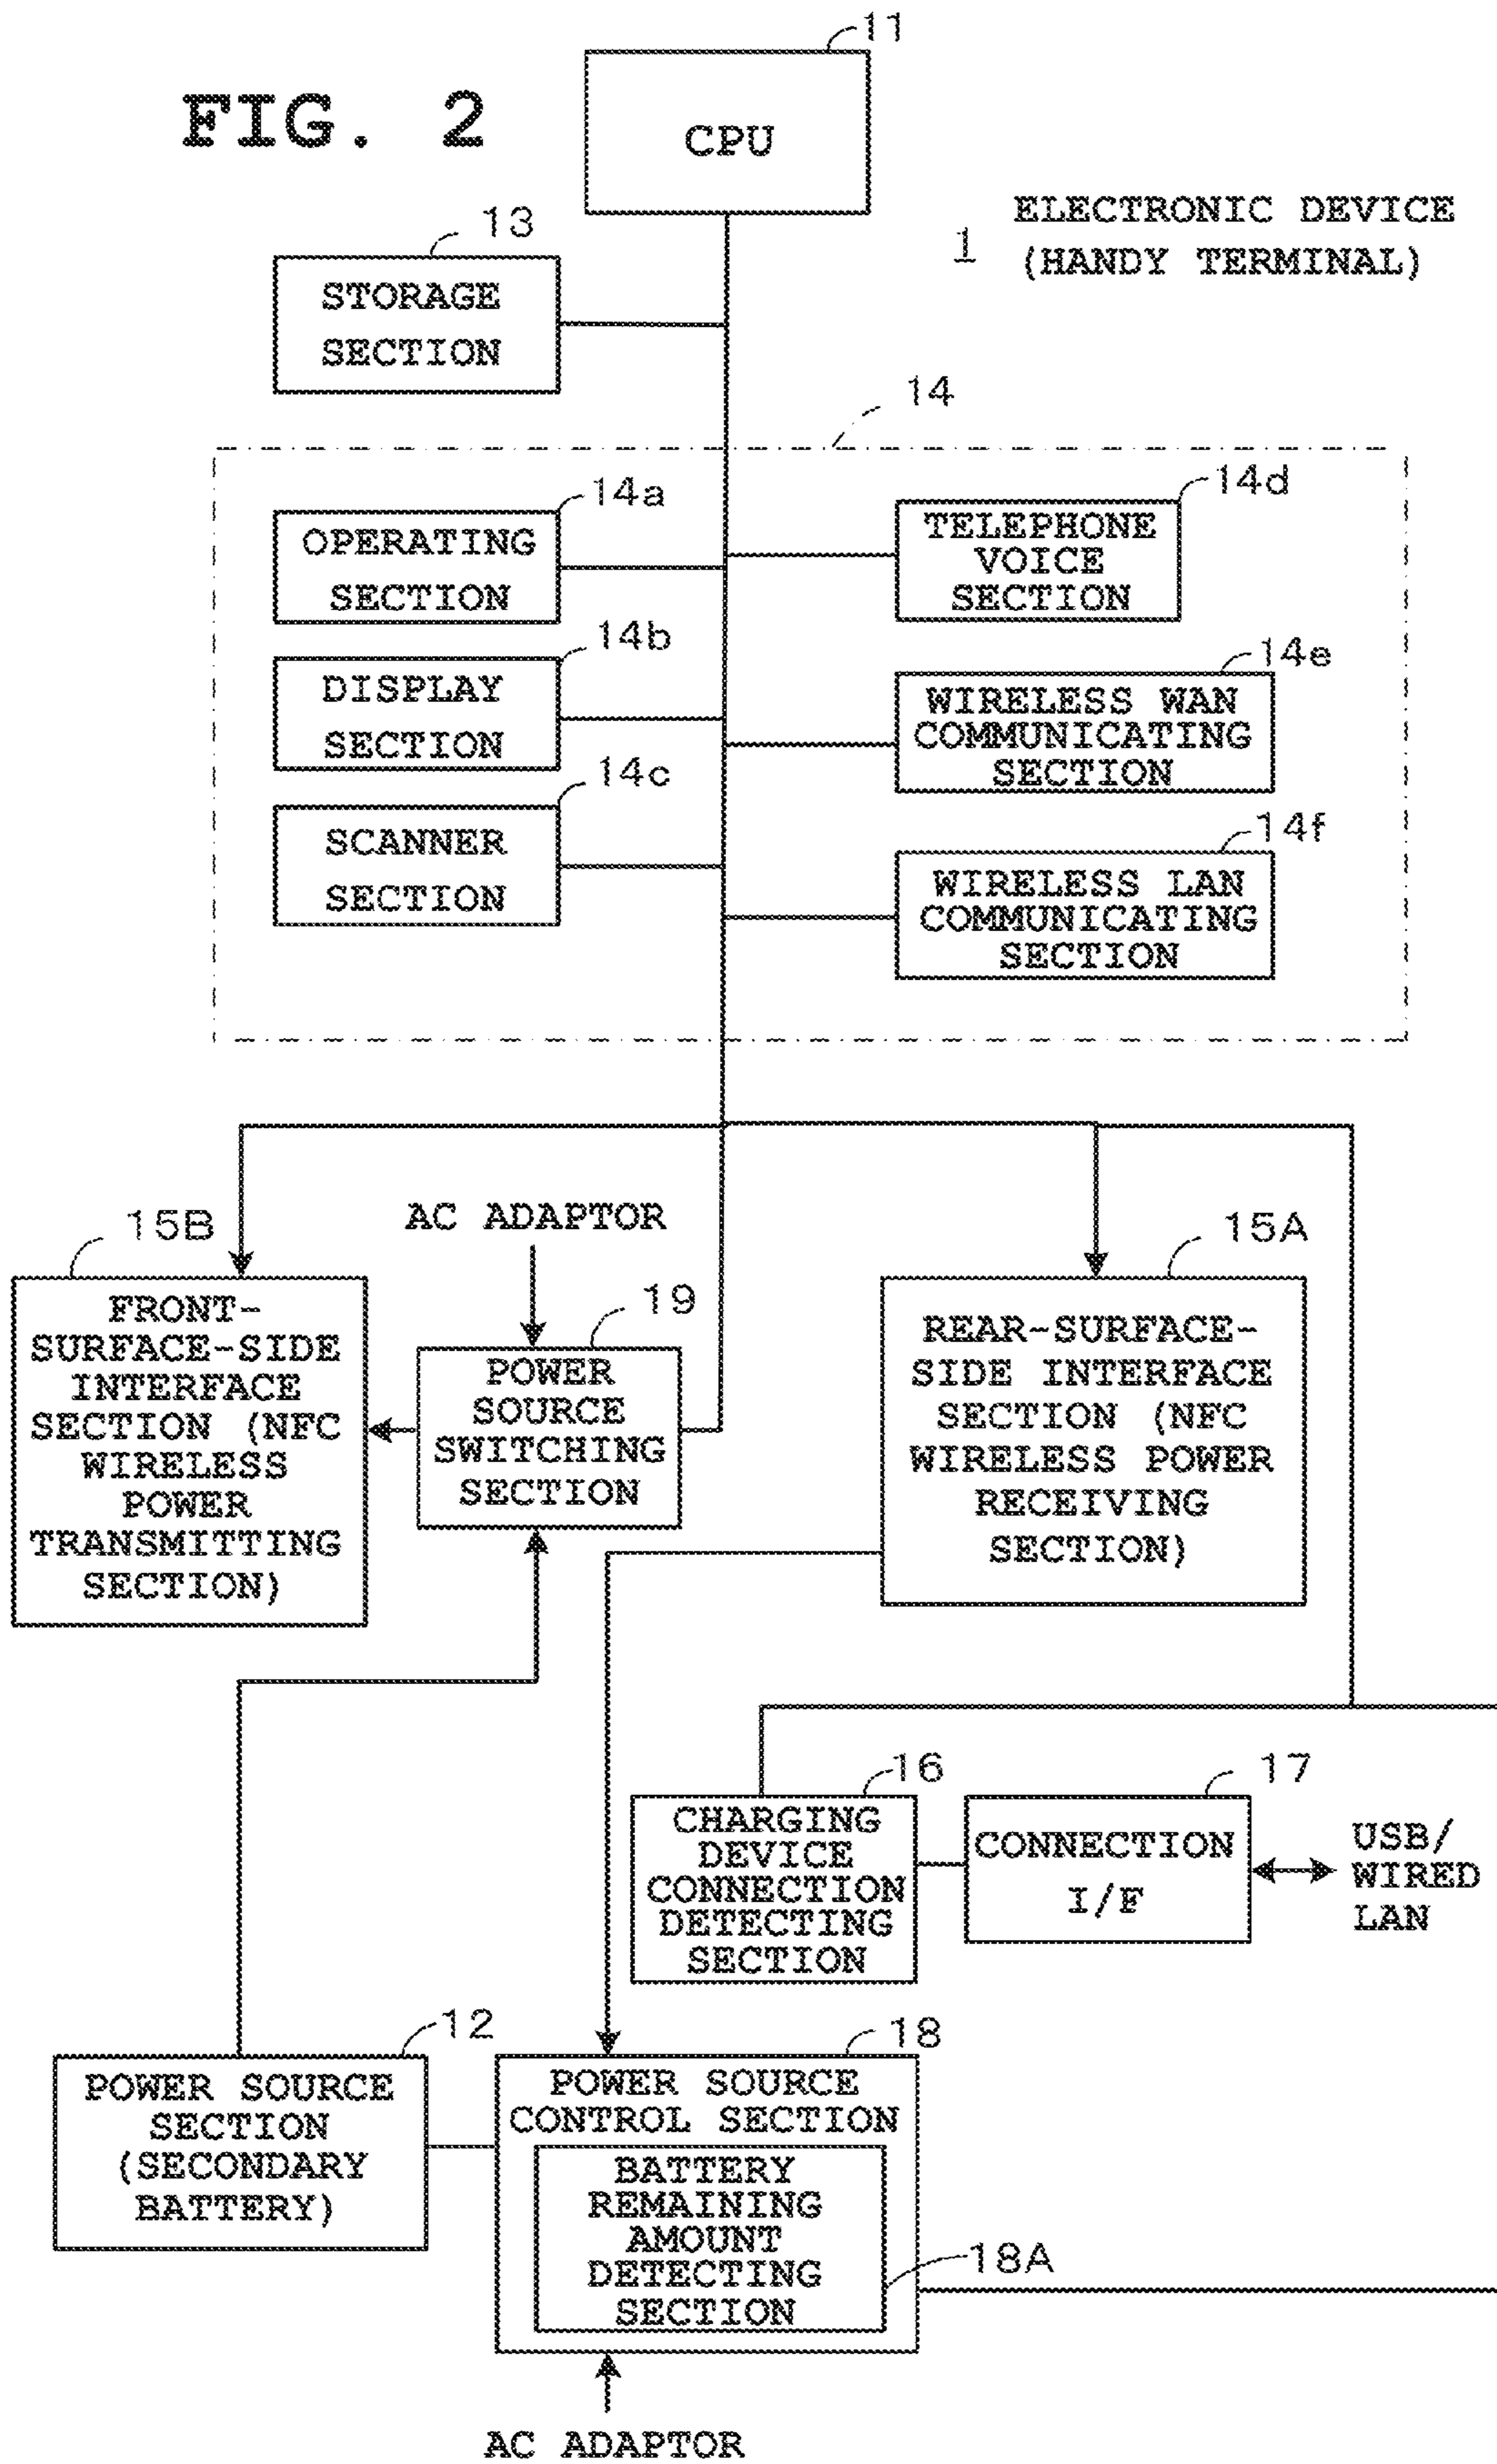 FIG. 2
11
CPU
1
ELECTRONIC DEVICE
(HANDY TERMINAL)
13
STORAGE
SECTION
14
14a
OPERATING
SECTION
14d
TELEPHONE
VOICE
SECTION
14b
DISPLAY
SECTION
14e
WIRELESS WAN
COMMUNICATING
SECTION
14c
SCANNER
SECTION
14f
WIRELESS LAN
COMMUNICATING
SECTION
15B
FRONT-
SURFACE-SIDE
INTERFACE
SECTION (NFC
WIRELESS
POWER
TRANSMITTING
SECTION)
AC ADAPTOR
19
POWER
SOURCE
SWITCHING
SECTION
15A
REAR-SURFACE-
SIDE INTERFACE
SECTION (NFC
WIRELESS POWER
RECEIVING
SECTION)
16
CHARGING
DEVICE
CONNECTION
DETECTING
SECTION
17
CONNECTION
I/F
USB/
WIRED
LAN
12
POWER SOURCE
SECTION
(SECONDARY
BATTERY)
18
POWER SOURCE
CONTROL SECTION
BATTERY
REMAINING
AMOUNT
DETECTING
SECTION
18A
AC ADAPTOR